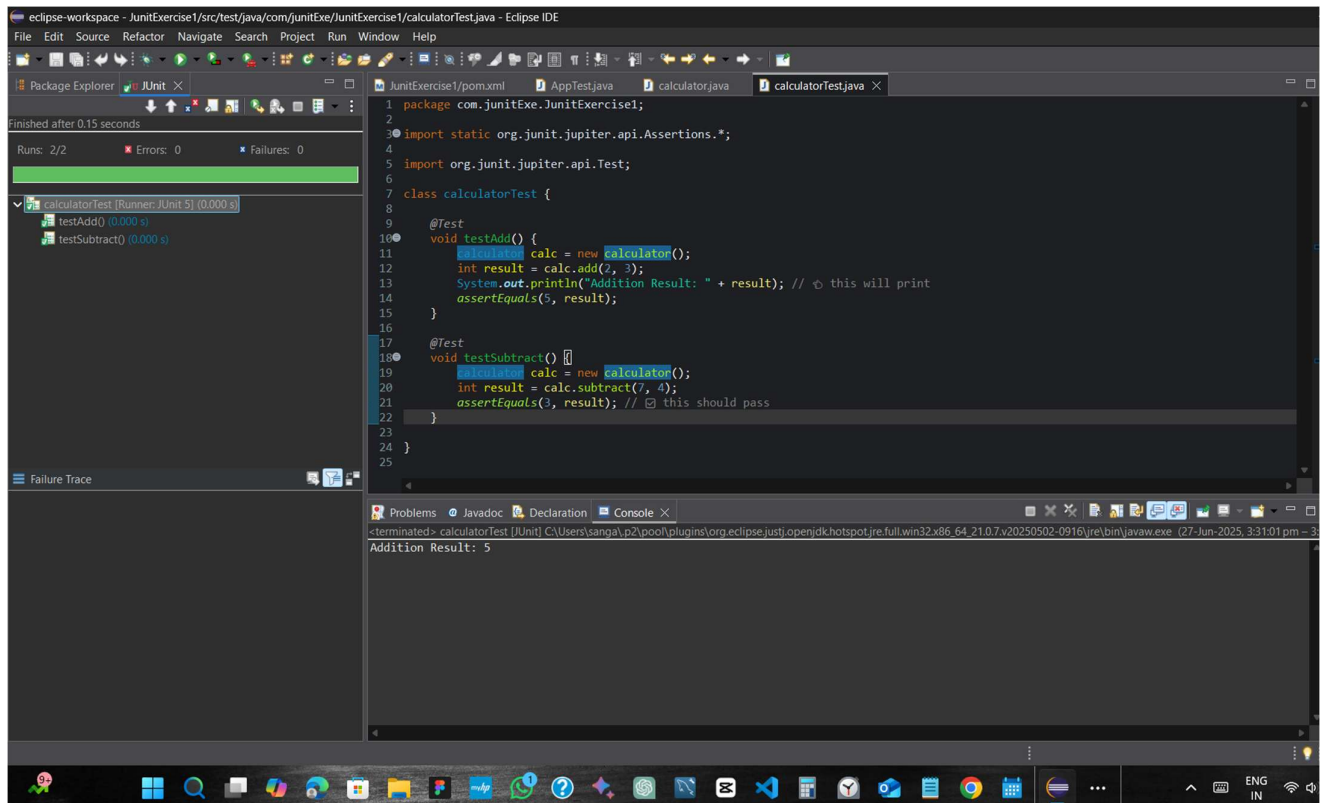 eclipse-workspace - JunitExercise1/src/test/java/com/junitExe/JunitExercise1/calculatorTest.java - Eclipse IDE
File Edit Source Refactor Navigate Search Project Run Window Help
Package Explorer JUnit
Finished after 0.15 seconds
Runs: 2/2 Errors: 0 Failures: 0
calculatorTest [Runner: JUnit 5] (0.000 s)
testAdd() (0.000 s)
testSubtract() (0.000 s)
Failure Trace
JunitExercise1/pom.xml AppTest.java calculator.java calculatorTest.java
1 package com.junitExe.JunitExercise1;
2
3 import static org.junit.jupiter.api.Assertions.*;
4
5 import org.junit.jupiter.api.Test;
6
7 class calculatorTest {
8
9 @Test
10 void testAdd() {
11 calculator calc = new calculator();
12 int result = calc.add(2, 3);
13 System.out.println("Addition Result: " + result); // 👈 this will print
14 assertEquals(5, result);
15 }
16
17 @Test
18 void testSubtract() {
19 calculator calc = new calculator();
20 int result = calc.subtract(7, 4);
21 assertEquals(3, result); // ☑ this should pass
22 }
23
24 }
25
Problems Javadoc Declaration Console
<terminated> calculatorTest [JUnit] C:\Users\sanga\.p2\pool\plugins\org.eclipse.justj.openjdk.hotspot.jre.full.win32.x86_64_21.0.7.v20250502-0916\jre\bin\javaw.exe (27-Jun-2025, 3:31:01 pm – 3:
Addition Result: 5
9+
myhp
1
ENG
IN